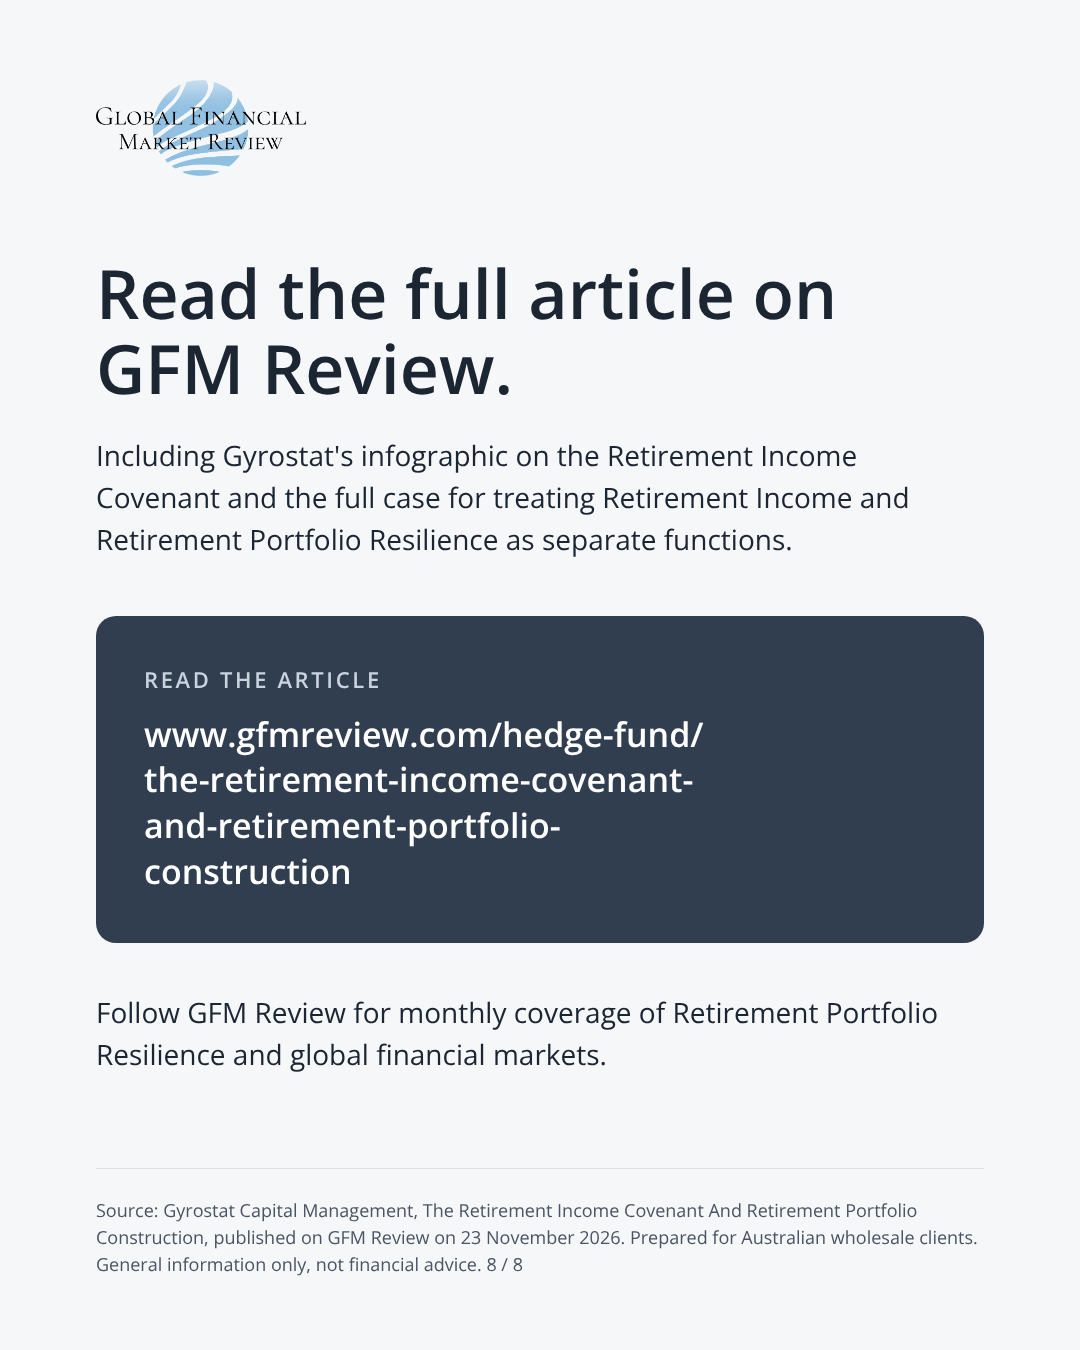 Global Financial
Market Review
Read the full article on
GFM Review.
Including Gyrostat's infographic on the Retirement Income
Covenant and the full case for treating Retirement Income and
Retirement Portfolio Resilience as separate functions.
READ THE ARTICLE
www.gfmreview.com/hedge-fund/
the-retirement-income-covenant-
and-retirement-portfolio-
construction
Follow GFM Review for monthly coverage of Retirement Portfolio
Resilience and global financial markets.
Source: Gyrostat Capital Management, The Retirement Income Covenant And Retirement Portfolio
Construction, published on GFM Review on 23 November 2026. Prepared for Australian wholesale clients.
General information only, not financial advice. 8 / 8